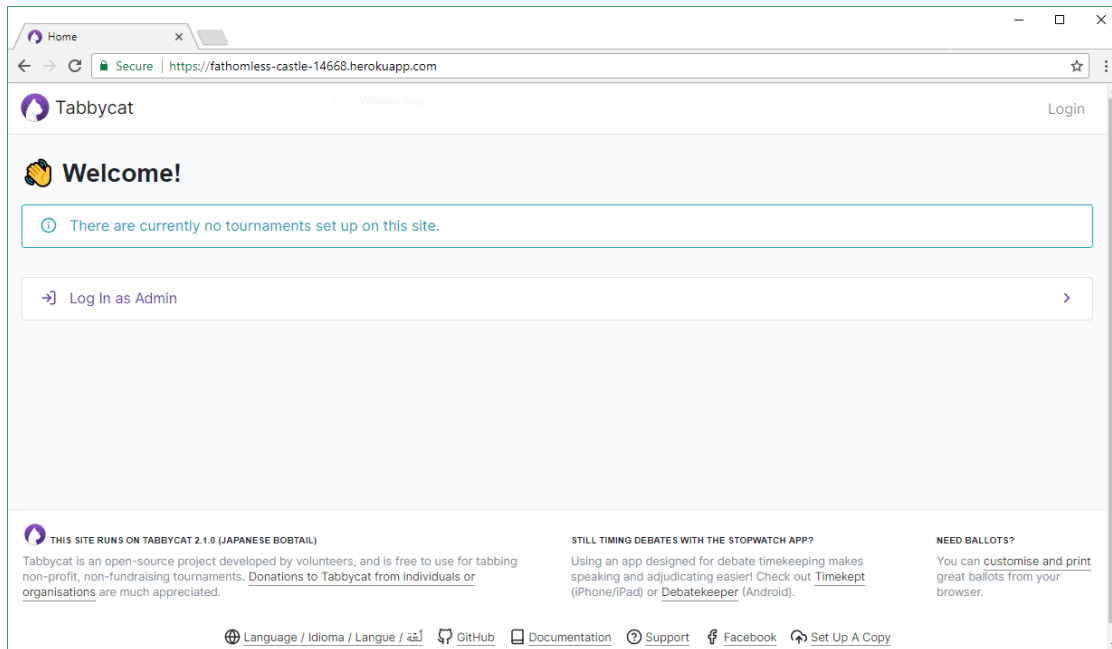 Home
Secure | https://fathomless-castle-14668.herokuapp.com
Tabbycat
Login
Welcome!
There are currently no tournaments set up on this site.
Log In as Admin
THIS SITE RUNS ON TABBYCAT 2.1.0 (JAPANESE BOBTAIL)
Tabbycat is an open-source project developed by volunteers, and is free to use for tabbing
non-profit, non-fundraising tournaments. Donations to Tabbycat from individuals or
organisations are much appreciated.
STILL TIMING DEBATES WITH THE STOPWATCH APP?
Using an app designed for debate timekeeping makes
speaking and adjudicating easier! Check out Timekept
(iPhone/iPad) or Debatekeeper (Android).
NEED BALLOTS?
You can customise and print
great ballots from your
browser.
Language / Idioma / Langue / لُغَة GitHub Documentation Support Facebook Set Up A Copy